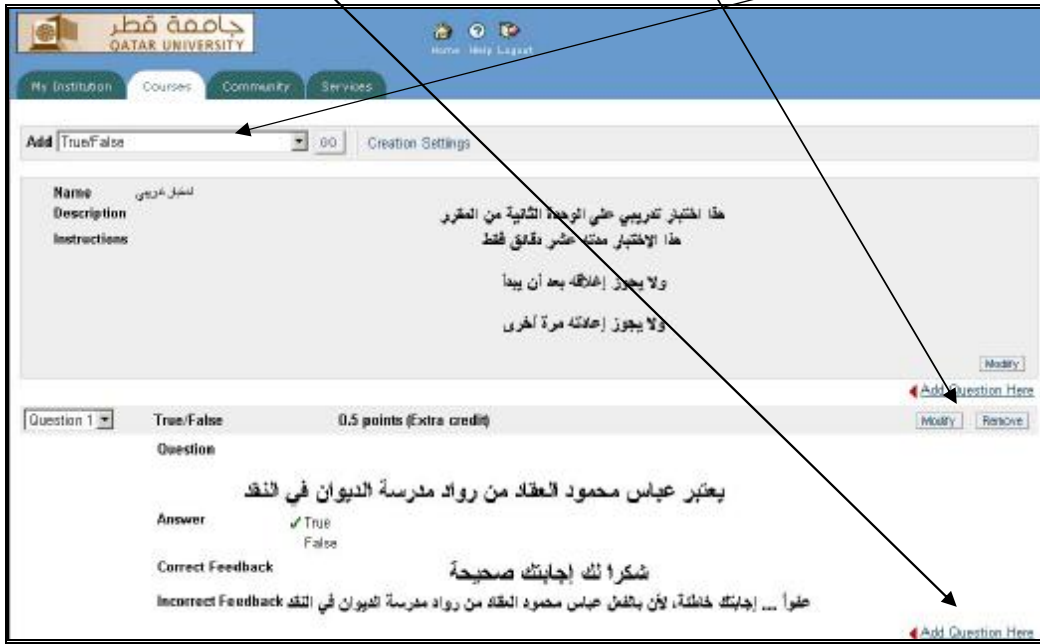 جامعة قطر
QATAR UNIVERSITY
Home Help Logout
My Institution Courses Community Services
Add True/False GO Creation Settings
Name اختبار تدريبي
Description هذا اختبار تدريبي على الوحدة الثانية من المقرر
Instructions هذا الإختبار مدته عشر دقائق فقط
ولا يجوز إغلاقه بعد أن يبدأ
ولا يجوز إعادته مرة أخرى
Modify
Add Question Here
Question 1 True/False 0.5 points (Extra credit) Modify Remove
Question
يعتبر عباس محمود العقاد من رواد مدرسة الديوان في النقد
Answer True
False
Correct Feedback شكرا لك إجابتك صحيحة
Incorrect Feedback عفواً ... إجابتك خاطئة، لأن بالفعل عباس محمود العقاد من رواد مدرسة الديوان في النقد
Add Question Here